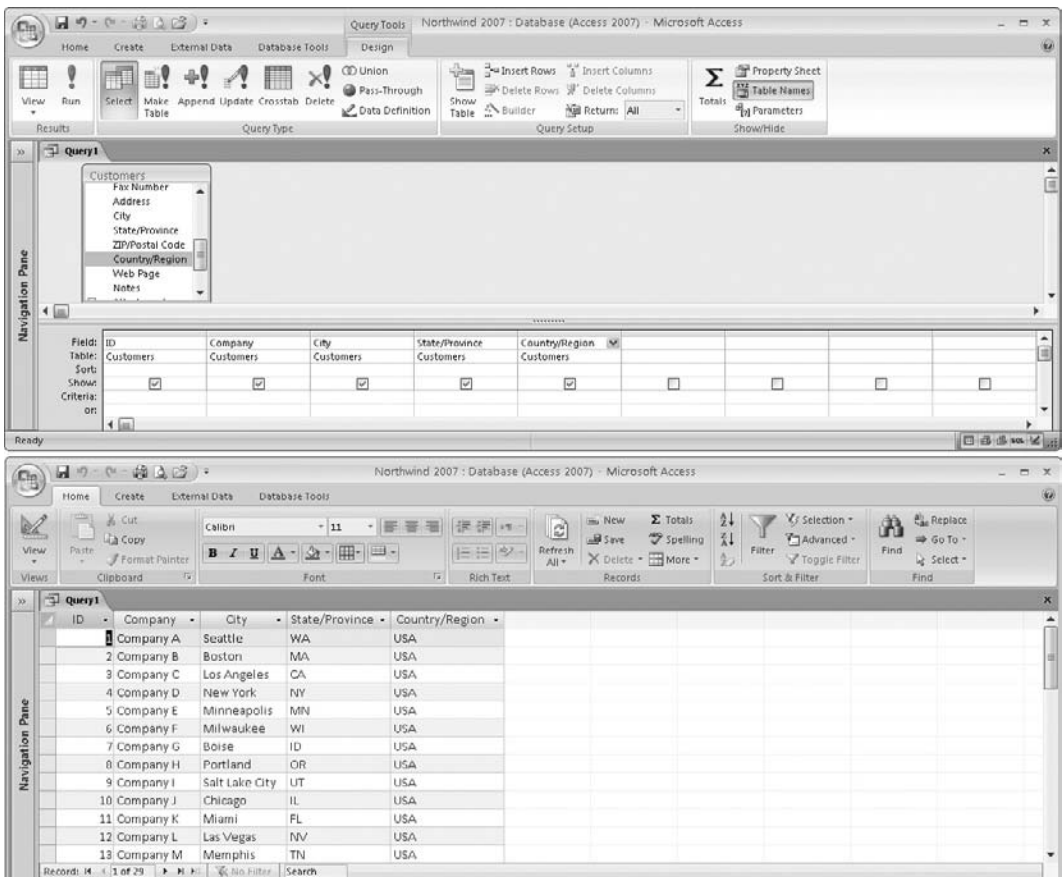 Query Tools Northwind 2007 : Database (Access 2007) - Microsoft Access
Home Create External Data Database Tools Design
View Run Select Make Table Append Update Crosstab Delete
Union
Pass-Through
Data Definition
Show Table
Insert Rows Insert Columns
Delete Rows Delete Columns
Builder Return: All
Totals
Property Sheet
Table Names
Parameters
Results Query Type Query Setup Show/Hide
Query1
Navigation Pane
Customers
Fax Number
Address
City
State/Province
ZIP/Postal Code
Country/Region
Web Page
Notes
Field: ID Company City State/Province Country/Region
Table: Customers Customers Customers Customers Customers
Sort:
Show:
Criteria:
or:
Ready SQL
Northwind 2007 : Database (Access 2007) - Microsoft Access
Home Create External Data Database Tools
View
Paste
Cut
Copy
Format Painter
Calibri 11
B I U A
Refresh All
New Totals
Save Spelling
Delete More
Filter
Selection
Advanced
Toggle Filter
Find
Replace
Go To
Select
Views Clipboard Font Rich Text Records Sort & Filter Find
Query1
Navigation Pane
ID Company City State/Province Country/Region
1 Company A Seattle WA USA
2 Company B Boston MA USA
3 Company C Los Angeles CA USA
4 Company D New York NY USA
5 Company E Minneapolis MN USA
6 Company F Milwaukee WI USA
7 Company G Boise ID USA
8 Company H Portland OR USA
9 Company I Salt Lake City UT USA
10 Company J Chicago IL USA
11 Company K Miami FL USA
12 Company L Las Vegas NV USA
13 Company M Memphis TN USA
Record: 1 of 29 No Filter Search